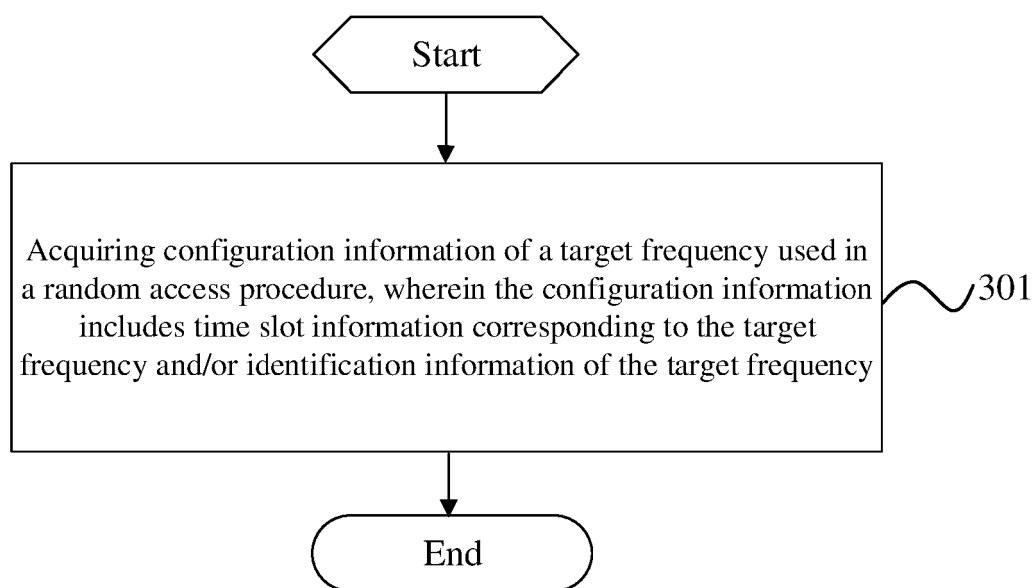 Start
Acquiring configuration information of a target frequency used in
a random access procedure, wherein the configuration information
includes time slot information corresponding to the target
frequency and/or identification information of the target frequency
301
End